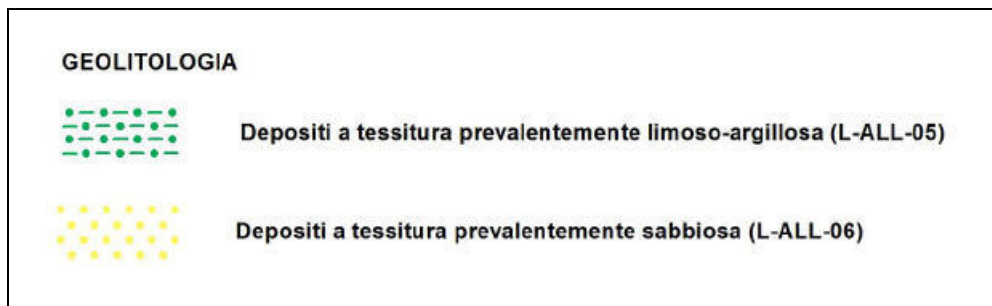 GEOLITOLOGIA
Depositi a tessitura prevalentemente limoso-argillosa (L-ALL-05)
Depositi a tessitura prevalentemente sabbiosa (L-ALL-06)